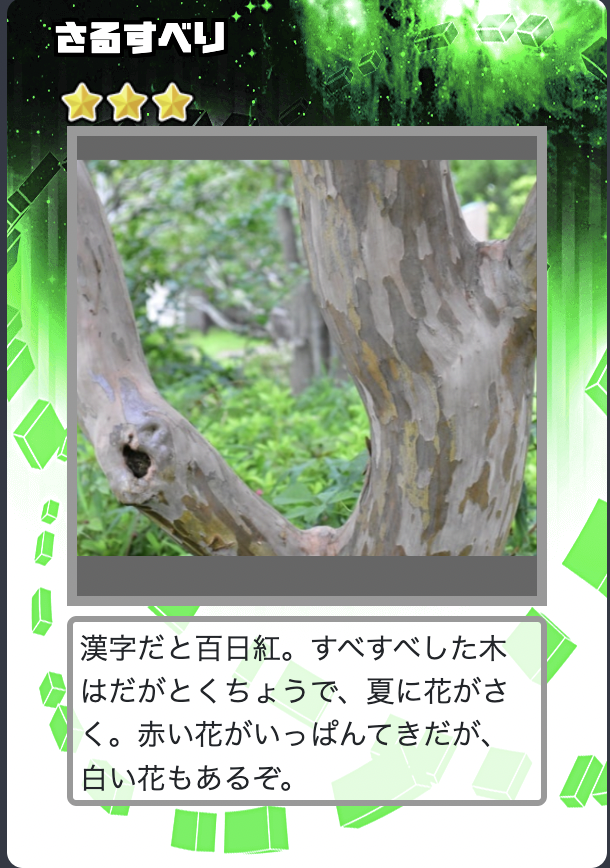 さるすべり
漢字だと百日紅。すべすべした木
はだがとくちょうで、夏に花がさ
く。赤い花がいっぱんてきだが、
白い花もあるぞ。